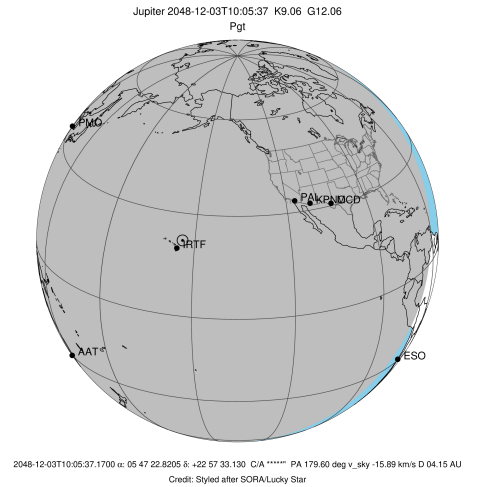 Jupiter 2048-12-03T10:05:37 K9.06 G12.06
Pgt
PMO
PAL
KPNO
MCD
IRTF
AAT
ESO
2048-12-03T10:05:37.1700 α: 05 47 22.8205 δ: +22 57 33.130 C/A *****" PA 179.60 deg v_sky -15.89 km/s D 04.15 AU
Credit: Styled after SORA/Lucky Star